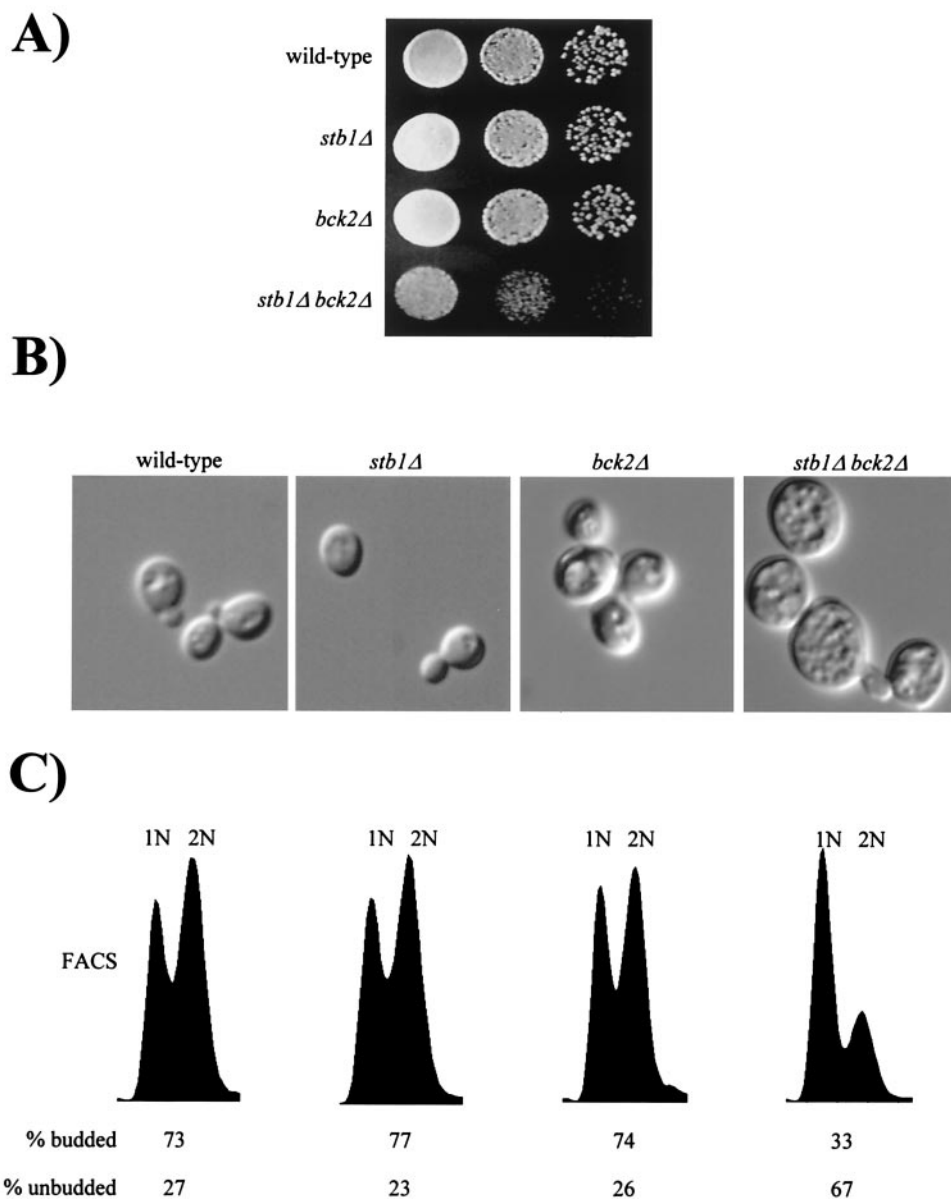 A)
wild-type
stb1Δ
bck2Δ
stb1Δ bck2Δ
B)
wild-type stb1Δ bck2Δ stb1Δ bck2Δ
C)
1N 2N 1N 2N 1N 2N 1N 2N
FACS
% budded 73 77 74 33
% unbudded 27 23 26 67